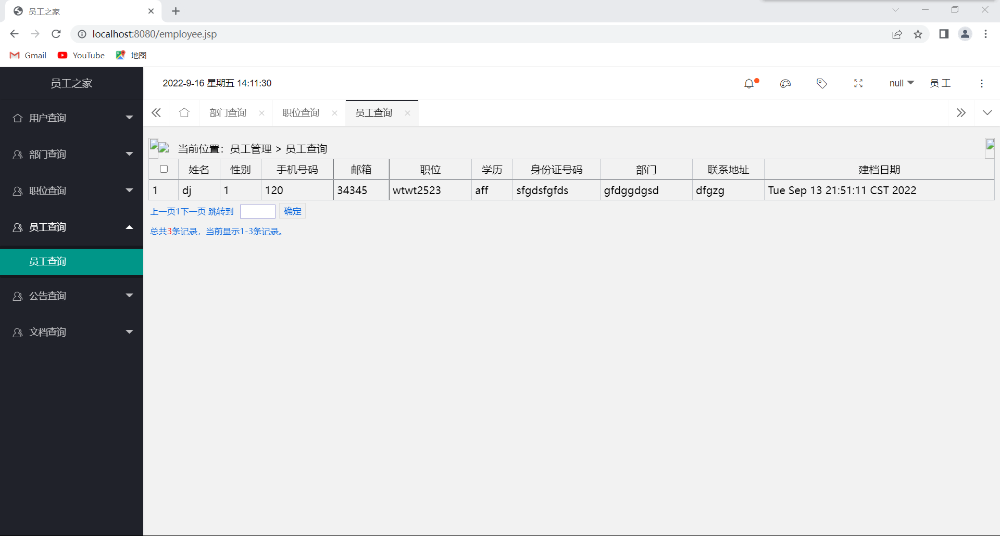 员工之家
localhost:8080/employee.jsp
Gmail YouTube 地图
员工之家
2022-9-16 星期五 14:11:30
null 员 工
用户查询
部门查询
职位查询
员工查询
员工查询
公告查询
文档查询
部门查询 职位查询 员工查询
当前位置：员工管理 > 员工查询
姓名 性别 手机号码 邮箱 职位 学历 身份证号码 部门 联系地址 建档日期
1 dj 1 120 34345 wtwt2523 aff sfgdsfgfds gfdggdgsd dfgzg Tue Sep 13 21:51:11 CST 2022
上一页1下一页 跳转到 确定
总共3条记录，当前显示1-3条记录。